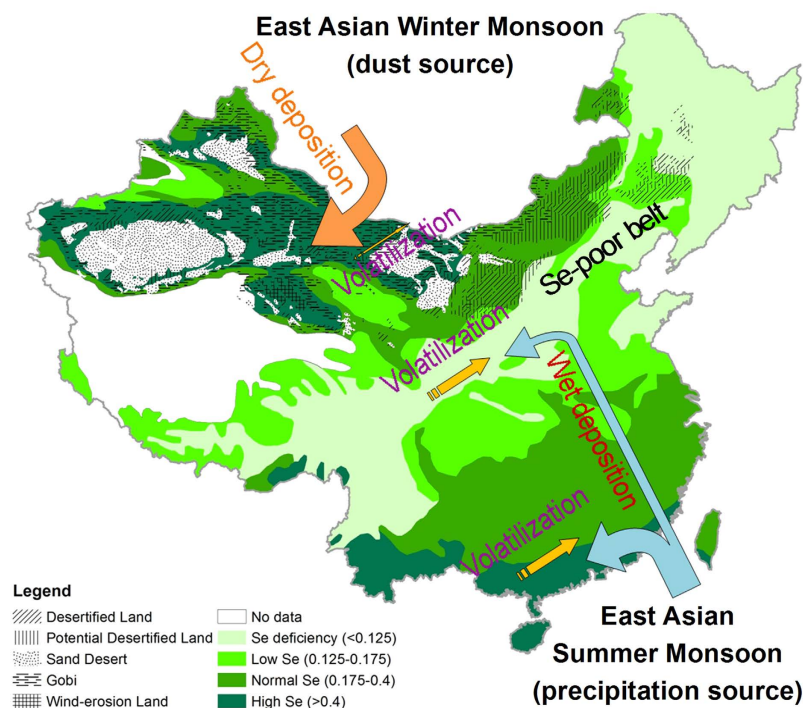 East Asian Winter Monsoon
(dust source)
Dry deposition
Volatilization
Se-poor belt
Volatilization
Wet deposition
Volatilization
East Asian
Summer Monsoon
(precipitation source)
Legend
Desertified Land
Potential Desertified Land
Sand Desert
Gobi
Wind-erosion Land
No data
Se deficiency (<0.125)
Low Se (0.125-0.175)
Normal Se (0.175-0.4)
High Se (>0.4)